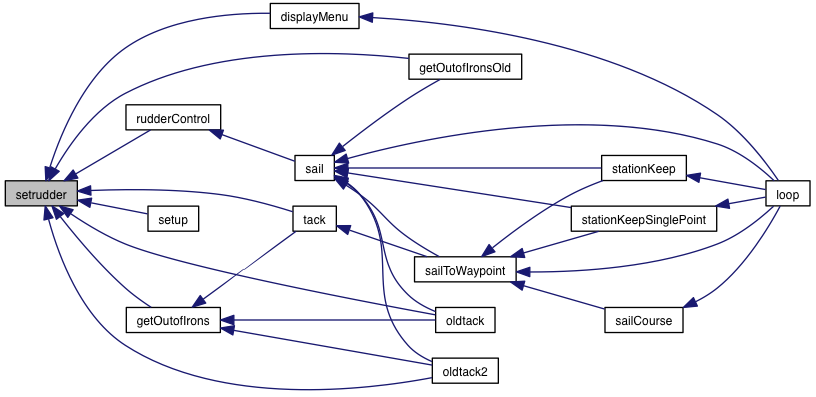 displayMenu
getOutofIronsOld
rudderControl
sail
stationKeep
setrudder
loop
setup
tack
stationKeepSinglePoint
sailToWaypoint
getOutofIrons
oldtack
sailCourse
oldtack2